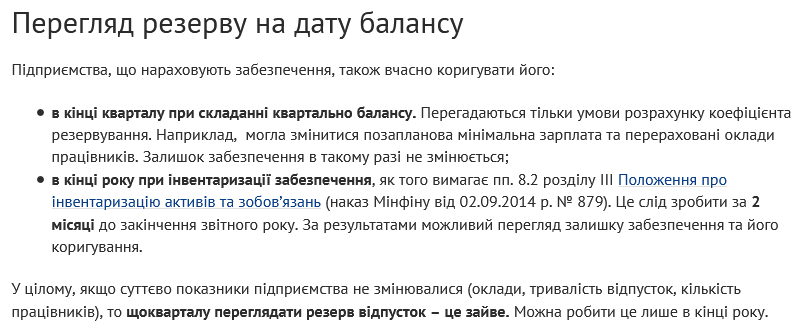 Перегляд резерву на дату балансу
Підприємства, що нараховують забезпечення, також вчасно коригувати його:
• в кінці кварталу при складанні квартально балансу. Перегадаються тільки умови розрахунку коефіцієнта
резервування. Наприклад, могла змінитися позапланова мінімальна зарплата та перераховані оклади
працівників. Залишок забезпечення в такому разі не змінюється;
• в кінці року при інвентаризації забезпечення, як того вимагає пп. 8.2 розділу III Положення про
інвентаризацію активів та зобов’язань (наказ Мінфіну від 02.09.2014 р. № 879). Це слід зробити за 2
місяці до закінчення звітного року. За результатами можливий перегляд залишку забезпечення та його
коригування.
У цілому, якщо суттєво показники підприємства не змінювалися (оклади, тривалість відпусток, кількість
працівників), то щокварталу переглядати резерв відпусток – це зайве. Можна робити це лише в кінці року.